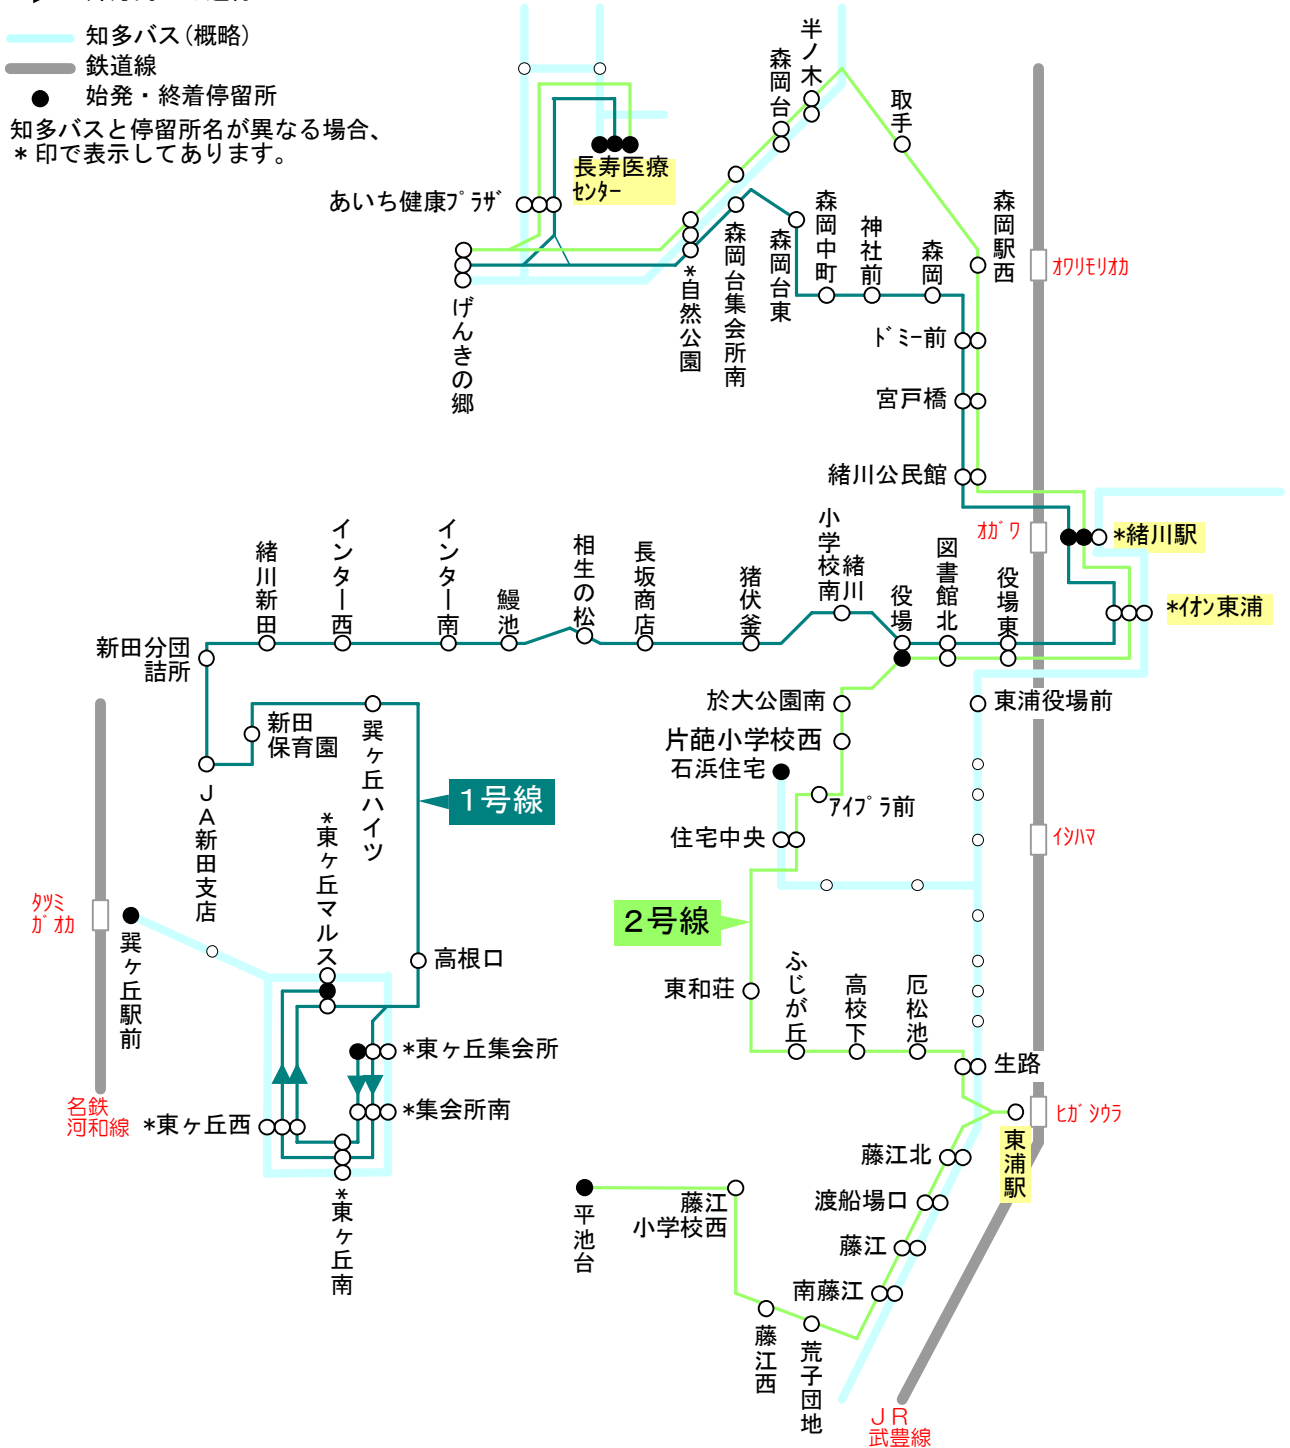 知多バス(概略)
鉄道線
始発・終着停留所
知多バスと停留所名が異なる場合、
*印で表示してあります。
半ノ木
森岡台
取手
長寿医療
センター
あいち健康プラザ
森岡駅西
オワリモリオカ
森岡
神社前
森岡中町
森岡台東
森岡台集会所南
*自然公園
げんきの郷
ドミー前
宮戸橋
緒川公民館
オガワ
*緒川駅
*イオン東浦
役場東
図書館北
役場
緒川
小学校南
猪伏釜
長坂商店
相生の松
鰻池
インター南
インター西
緒川新田
新田分団
詰所
新田
保育園
巽ヶ丘ハイツ
JA新田支店
於大公園南
東浦役場前
片葩小学校西
石浜住宅
アイプラ前
住宅中央
イシハマ
1号線
2号線
*東ヶ丘マルス
タツミ
ガオカ
巽ヶ丘駅前
高根口
東和荘
ふじが丘
高校下
厄松池
生路
*東ヶ丘集会所
*集会所南
*東ヶ丘西
*東ヶ丘南
名鉄
河和線
ヒガシウラ
東浦駅
藤江北
渡船場口
藤江
南藤江
藤江
小学校西
平池台
藤江西
荒子団地
JR
武豊線